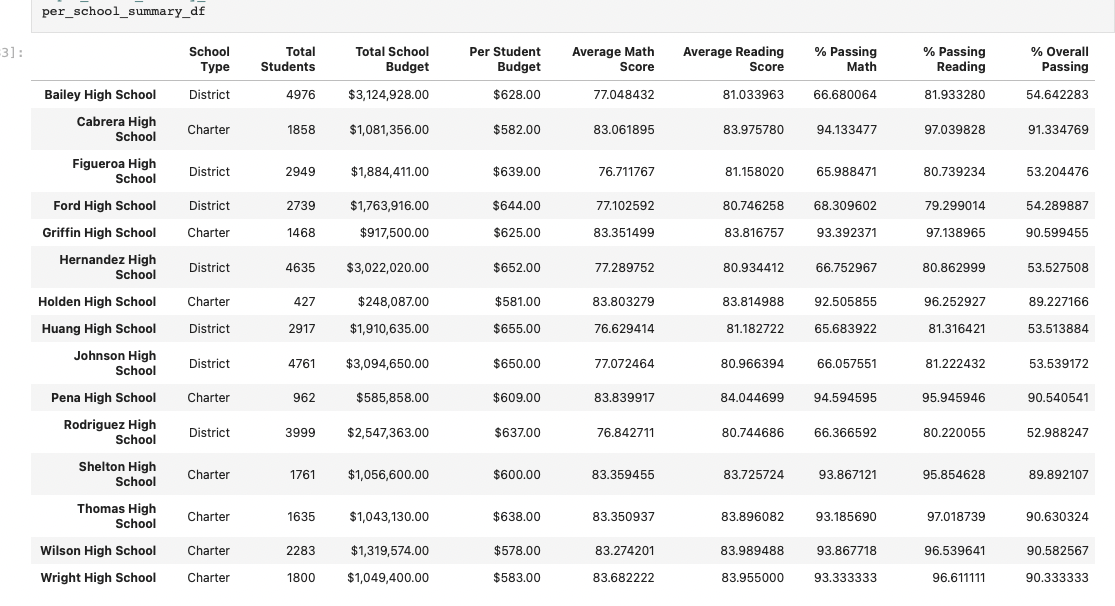 per_school_summary_df
3]:
School Type Total Students Total School Budget Per Student Budget Average Math Score Average Reading Score % Passing Math % Passing Reading % Overall Passing
Bailey High School District 4976 $3,124,928.00 $628.00 77.048432 81.033963 66.680064 81.933280 54.642283
Cabrera High School Charter 1858 $1,081,356.00 $582.00 83.061895 83.975780 94.133477 97.039828 91.334769
Figueroa High School District 2949 $1,884,411.00 $639.00 76.711767 81.158020 65.988471 80.739234 53.204476
Ford High School District 2739 $1,763,916.00 $644.00 77.102592 80.746258 68.309602 79.299014 54.289887
Griffin High School Charter 1468 $917,500.00 $625.00 83.351499 83.816757 93.392371 97.138965 90.599455
Hernandez High School District 4635 $3,022,020.00 $652.00 77.289752 80.934412 66.752967 80.862999 53.527508
Holden High School Charter 427 $248,087.00 $581.00 83.803279 83.814988 92.505855 96.252927 89.227166
Huang High School District 2917 $1,910,635.00 $655.00 76.629414 81.182722 65.683922 81.316421 53.513884
Johnson High School District 4761 $3,094,650.00 $650.00 77.072464 80.966394 66.057551 81.222432 53.539172
Pena High School Charter 962 $585,858.00 $609.00 83.839917 84.044699 94.594595 95.945946 90.540541
Rodriguez High School District 3999 $2,547,363.00 $637.00 76.842711 80.744686 66.366592 80.220055 52.988247
Shelton High School Charter 1761 $1,056,600.00 $600.00 83.359455 83.725724 93.867121 95.854628 89.892107
Thomas High School Charter 1635 $1,043,130.00 $638.00 83.350937 83.896082 93.185690 97.018739 90.630324
Wilson High School Charter 2283 $1,319,574.00 $578.00 83.274201 83.989488 93.867718 96.539641 90.582567
Wright High School Charter 1800 $1,049,400.00 $583.00 83.682222 83.955000 93.333333 96.611111 90.333333